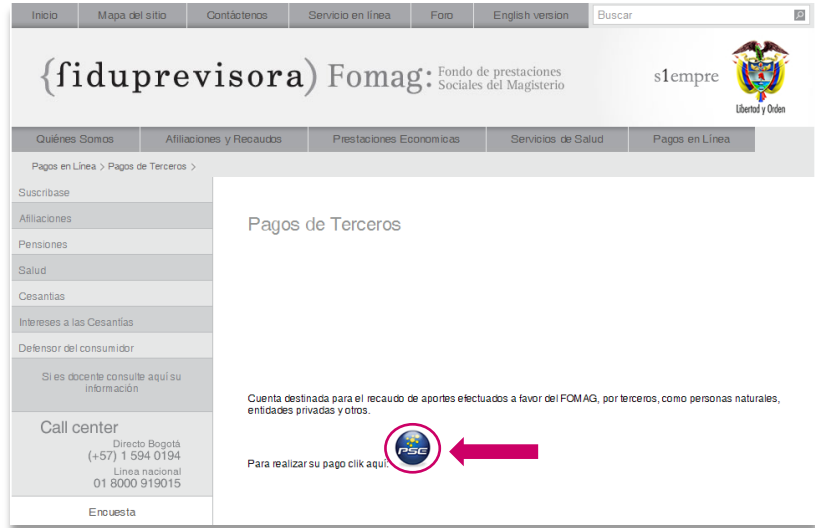 Inicio
Mapa del sitio
Contáctenos
Servicio en línea
Foro
English version
Buscar
{fiduprevisora) Fomag: Fondo de prestaciones
Sociales del Magisterio
s1empre
Libertad y Orden
Quiénes Somos
Afiliaciones y Recaudos
Prestaciones Economicas
Servicios de Salud
Pagos en Línea
Pagos en Línea > Pagos de Terceros >
Suscribase
Afiliaciones
Pensiones
Salud
Cesantias
Intereses a las Cesantías
Defensor del consumidor
Si es docente consulte aquí su
información
Call center
Directo Bogotá
(+57) 1 594 0194
Linea nacional
01 8000 919015
Encuesta
Pagos de Terceros
Cuenta destinada para el recaudo de aportes efectuados a favor del FOMAG, por terceros, como personas naturales,
entidades privadas y otros.
Para realizar su pago clik aquí:
PSE